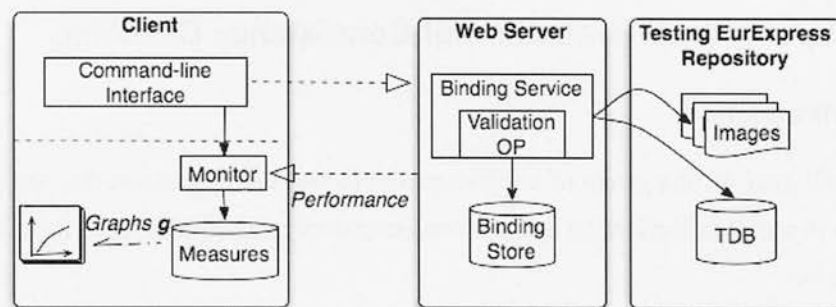 Client
Command-line
Interface
Monitor
Performance
Graphs g
Measures
Web Server
Binding Service
Validation
OP
Binding
Store
Testing EurExpress
Repository
Images
TDB